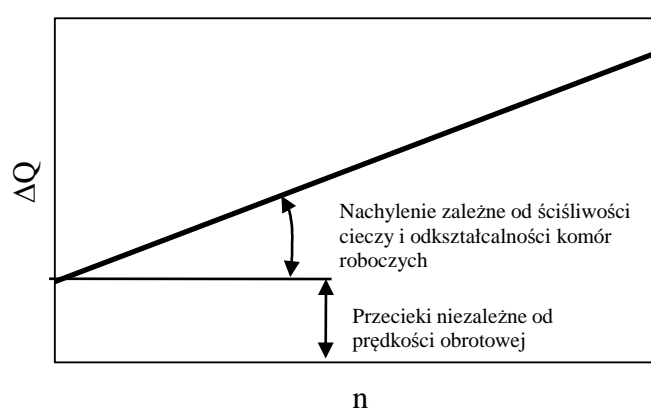 ΔQ
Nachylenie zależne od ściśliwości
cieczy i odkształcalności komór
roboczych
Przecieki niezależne od
prędkości obrotowej
n